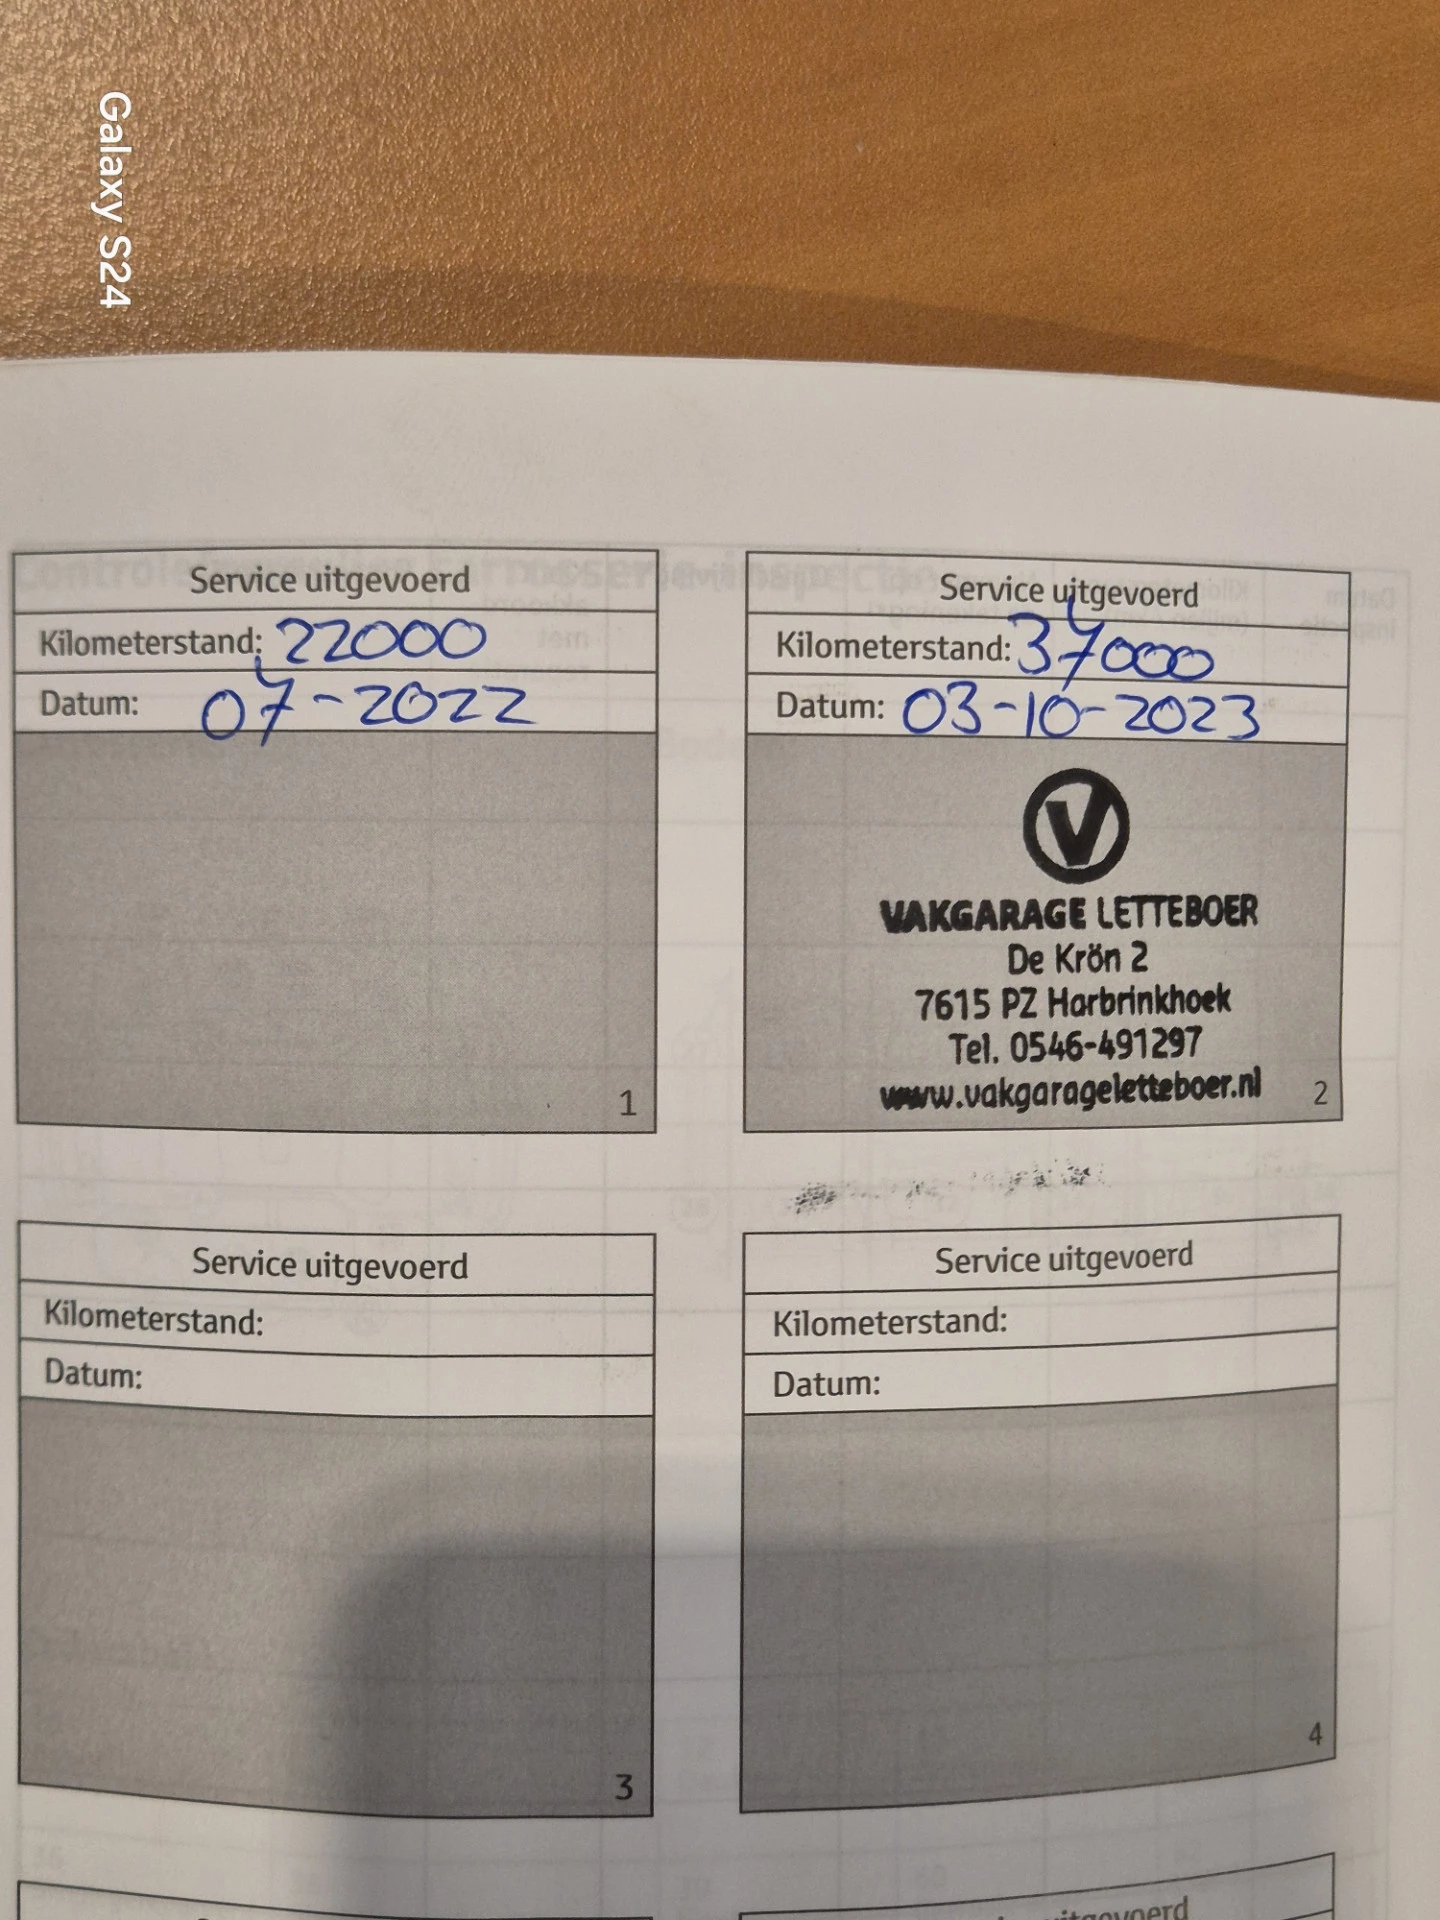 Galaxy S24
Service uitgevoerd
Kilometerstand: 22000
Datum: 07-2022
1
Service uitgevoerd
Kilometerstand: 37000
Datum: 03-10-2023
V
VAKGARAGE LETTEBOER
De Krön 2
7615 PZ Harbrinkhoek
Tel. 0546-491297
www.vakgarageletteboer.nl
2
Service uitgevoerd
Kilometerstand:
Datum:
3
Service uitgevoerd
Kilometerstand:
Datum:
4
uitgevoerd